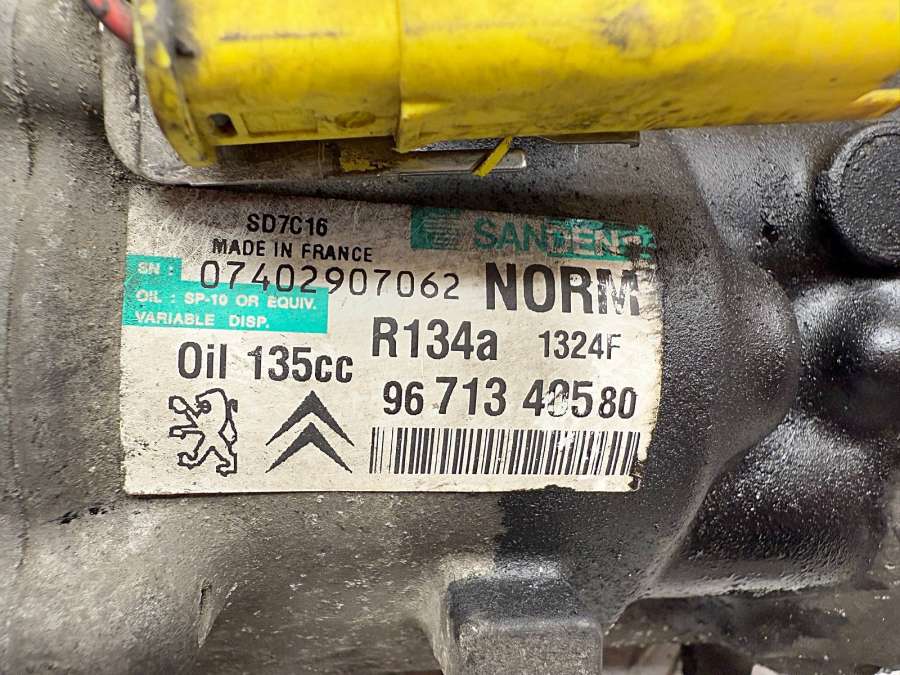 SD7C16
MADE IN FRANCE
SANDEN
SN : 07402907062
NORM
OIL : SP-10 OR EQUIV.
VARIABLE DISP.
Oil 135cc
R134a 1324F
96 713 40580